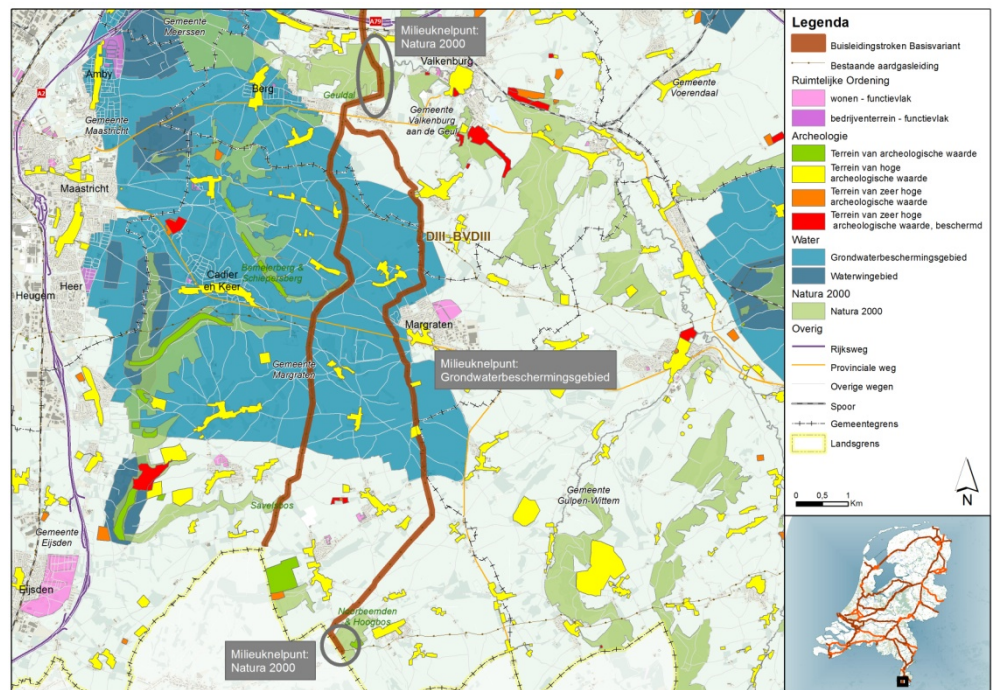 Gemeente
Meerssen
A79
Milieuknelpunt:
Natura 2000
Valkenburg
Amby
Berg
Geuldal
Gemeente
Voerendaal
A2
Gemeente
Maastricht
Gemeente
Valkenburg
aan de Geul
Maastricht
DIII_BVDIII
Bemelerberg &
Schiepersberg
Cadier
en Keer
Heer
Heugem
Margraten
Gemeente
Margraten
Milieuknelpunt:
Grondwaterbeschermingsgebied
Savelsbos
Gemeente
Gulpen-Wittem
Gemeente
Eijsden
Eijsden
Noorbeemden
& Hoogbos
Milieuknelpunt:
Natura 2000
Legenda
Buisleidingstroken Basisvariant
Bestaande aardgasleiding
Ruimtelijke Ordening
wonen - functievlak
bedrijventerrein - functievlak
Archeologie
Terrein van archeologische waarde
Terrein van hoge
archeologische waarde
Terrein van zeer hoge
archeologische waarde
Terrein van zeer hoge
archeologische waarde, beschermd
Water
Grondwaterbeschermingsgebied
Waterwingebied
Natura 2000
Natura 2000
Overig
Rijksweg
Provinciale weg
Overige wegen
Spoor
Gemeentegrens
Landsgrens
0 0,5 1
Km
N